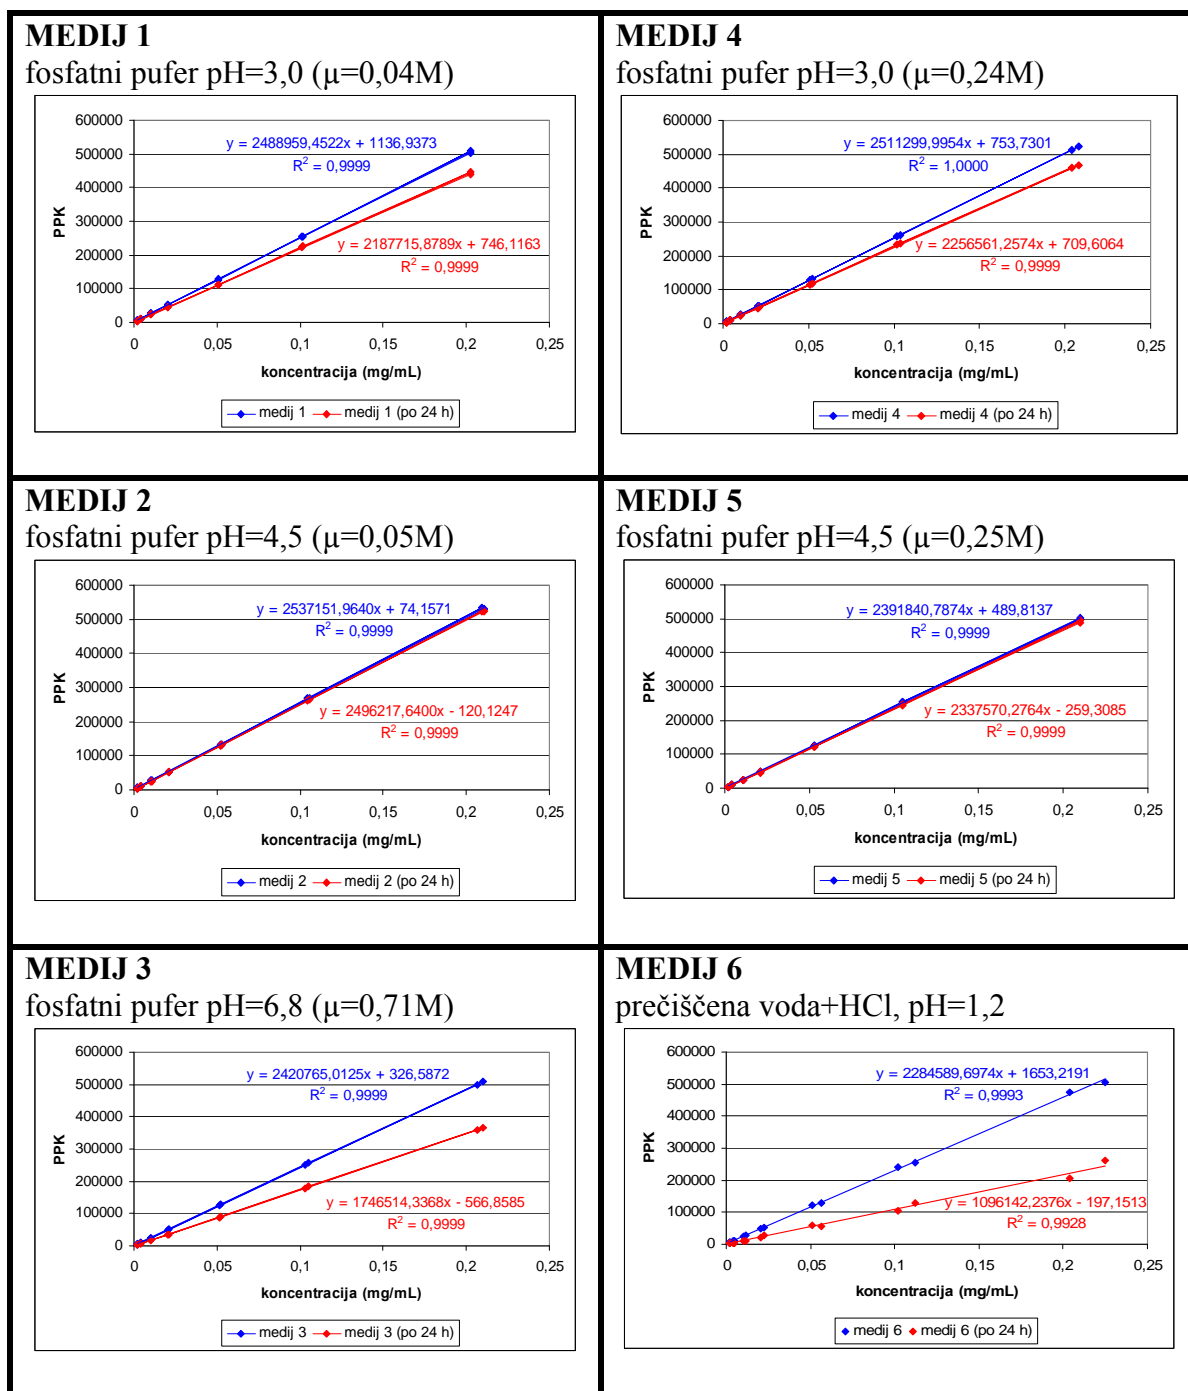 MEDIJ 1
fosfatni pufer pH=3,0 (μ=0,04M)
600000
500000
400000
300000
200000
100000
0
PPK
y = 2488959,4522x + 1136,9373
R² = 0,9999
y = 2187715,8789x + 746,1163
R² = 0,9999
0 0,05 0,1 0,15 0,2 0,25
koncentracija (mg/mL)
medij 1 medij 1 (po 24 h)
MEDIJ 4
fosfatni pufer pH=3,0 (μ=0,24M)
600000
500000
400000
300000
200000
100000
0
PPK
y = 2511299,9954x + 753,7301
R² = 1,0000
y = 2256561,2574x + 709,6064
R² = 0,9999
0 0,05 0,1 0,15 0,2 0,25
koncentracija (mg/mL)
medij 4 medij 4 (po 24 h)
MEDIJ 2
fosfatni pufer pH=4,5 (μ=0,05M)
600000
500000
400000
300000
200000
100000
0
PPK
y = 2537151,9640x + 74,1571
R² = 0,9999
y = 2496217,6400x - 120,1247
R² = 0,9999
0 0,05 0,1 0,15 0,2 0,25
koncentracija (mg/mL)
medij 2 medij 2 (po 24 h)
MEDIJ 5
fosfatni pufer pH=4,5 (μ=0,25M)
600000
500000
400000
300000
200000
100000
0
PPK
y = 2391840,7874x + 489,8137
R² = 0,9999
y = 2337570,2764x - 259,3085
R² = 0,9999
0 0,05 0,1 0,15 0,2 0,25
koncentracija (mg/mL)
medij 5 medij 5 (po 24 h)
MEDIJ 3
fosfatni pufer pH=6,8 (μ=0,71M)
600000
500000
400000
300000
200000
100000
0
PPK
y = 2420765,0125x + 326,5872
R² = 0,9999
y = 1746514,3368x - 566,8585
R² = 0,9999
0 0,05 0,1 0,15 0,2 0,25
koncentracija (mg/mL)
medij 3 medij 3 (po 24 h)
MEDIJ 6
prečiščena voda+HCl, pH=1,2
600000
500000
400000
300000
200000
100000
0
PPK
y = 2284589,6974x + 1653,2191
R² = 0,9993
y = 1096142,2376x - 197,1513
R² = 0,9928
0 0,05 0,1 0,15 0,2 0,25
koncentracija (mg/mL)
medij 6 medij 6 (po 24 h)